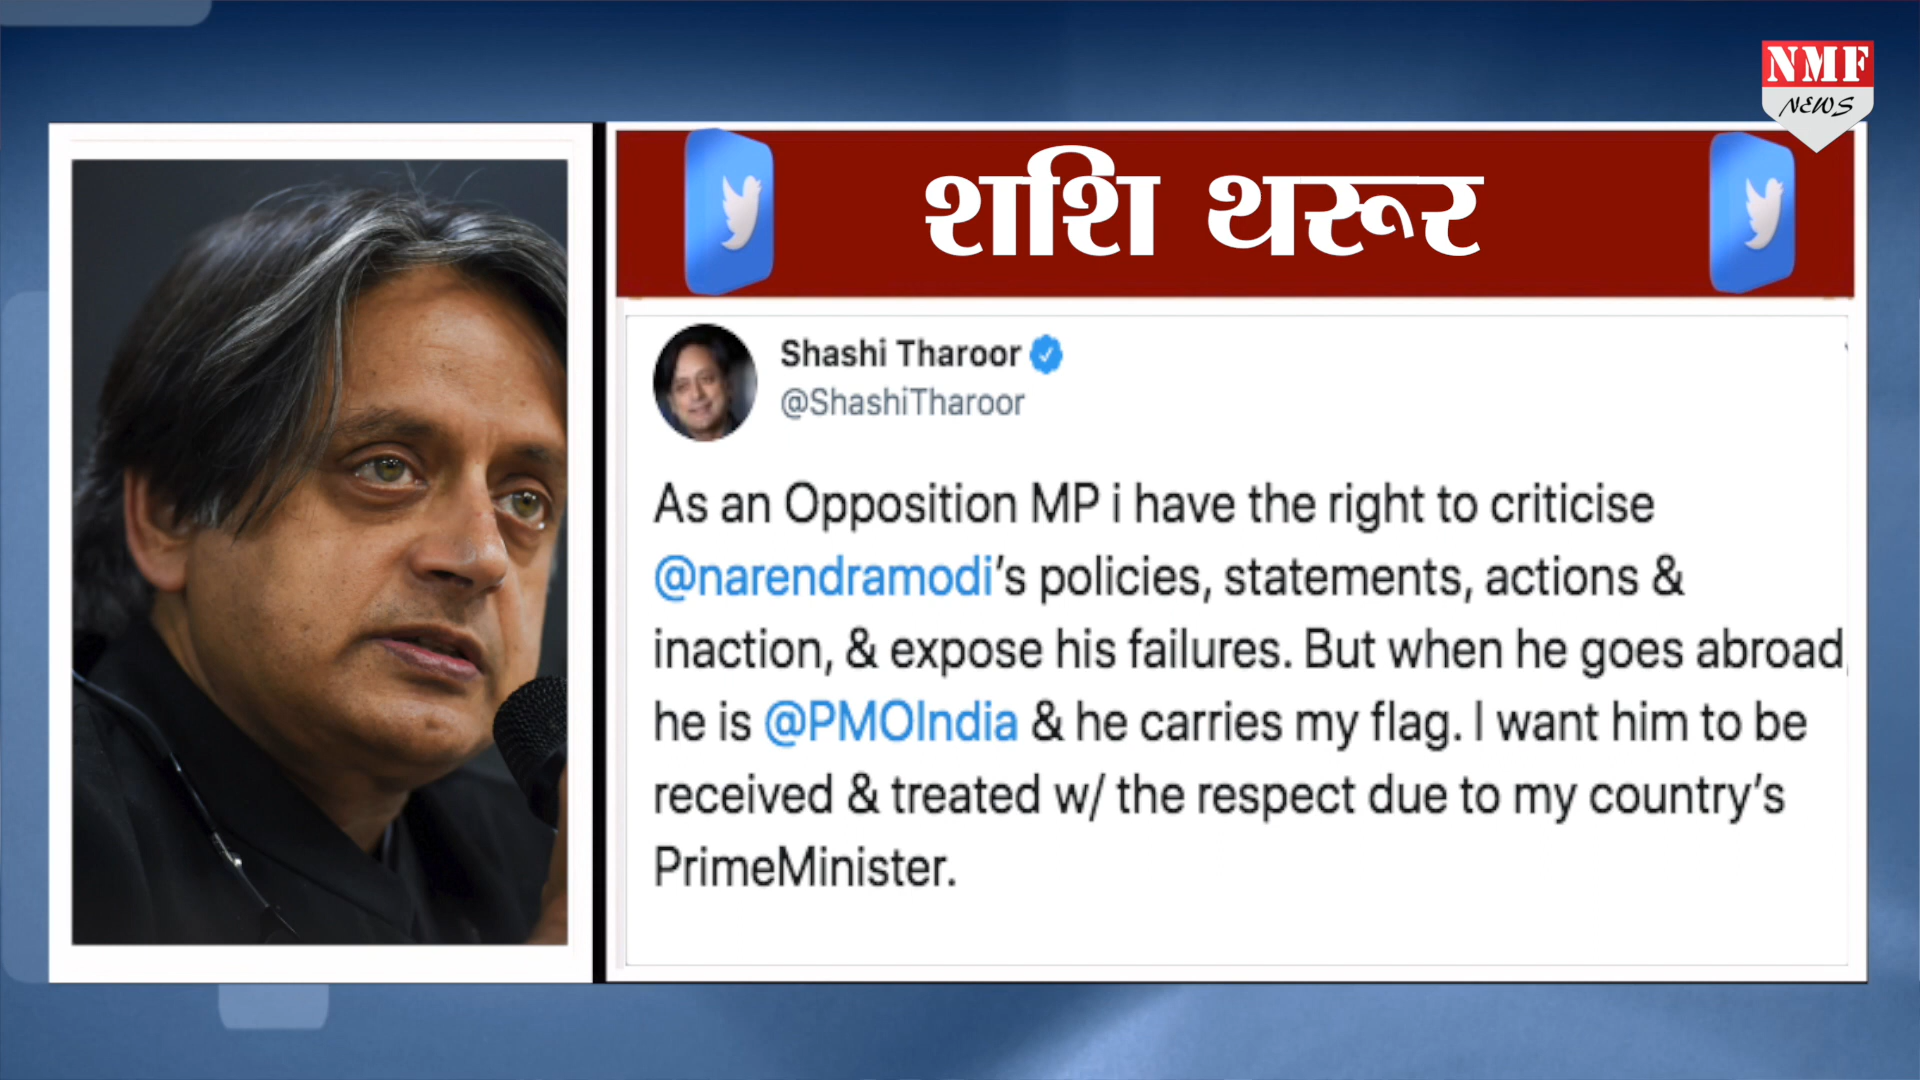 NMF
NEWS
शशि थरूर
Shashi Tharoor
@ShashiTharoor
As an Opposition MP i have the right to criticise
@narendramodi's policies, statements, actions &
inaction, & expose his failures. But when he goes abroad,
he is @PMOIndia & he carries my flag. I want him to be
received & treated w/ the respect due to my country's
PrimeMinister.